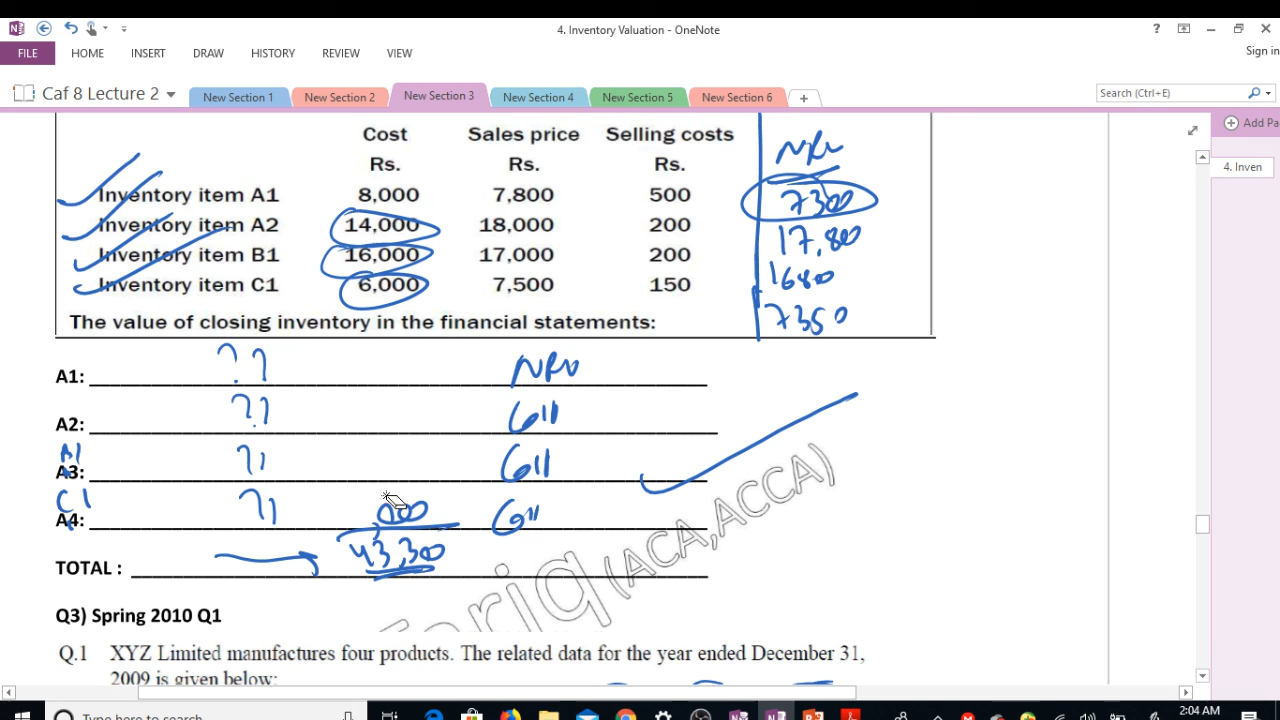 4. Inventory Valuation - OneNote
Sign in
FILE HOME INSERT DRAW HISTORY REVIEW VIEW
Caf 8 Lecture 2 New Section 1 New Section 2 New Section 3 New Section 4 New Section 5 New Section 6
Search (Ctrl+E)
Add Pa
4. Inven
Cost Sales price Selling costs NRV
Rs. Rs. Rs.
Inventory item A1 8,000 7,800 500 7300
Inventory item A2 14,000 18,000 200 17,800
Inventory item B1 16,000 17,000 200 16800
Inventory item C1 6,000 7,500 150 7350
The value of closing inventory in the financial statements:
A1: ?? NRV
A2: ??
A3: ??
C1
A4: ?? 000
43,300
TOTAL :
Tariq (ACA,ACCA)
Q3) Spring 2010 Q1
Q.1 XYZ Limited manufactures four products. The related data for the year ended December 31,
2009 is given below:
Type here to search
2:04 AM